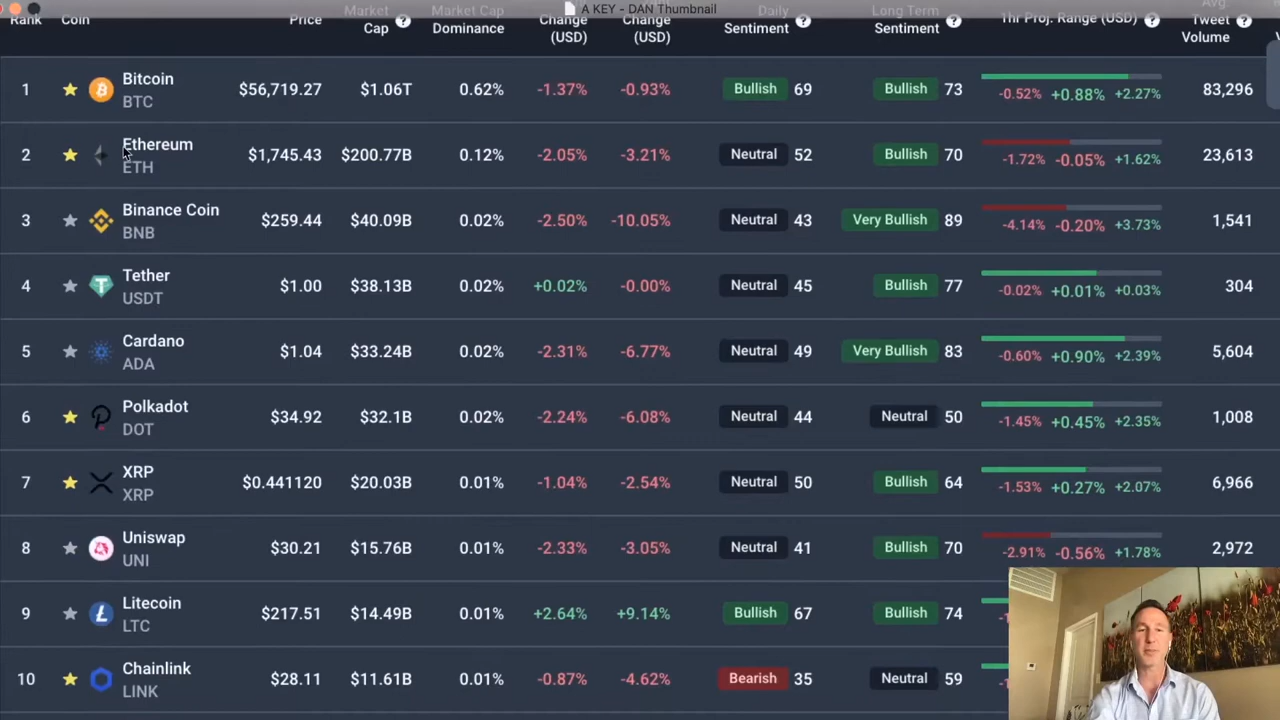 A KEY - DAN Thumbnail
Rank Coin Price Market Cap ? Market Cap Dominance Change (USD) Change (USD) Daily Sentiment ? Long Term Sentiment ? 1hr Proj. Range (USD) ? Avg. Tweet Volume ?
1 Bitcoin BTC $56,719.27 $1.06T 0.62% -1.37% -0.93% Bullish 69 Bullish 73 -0.52% +0.88% +2.27% 83,296
2 Ethereum ETH $1,745.43 $200.77B 0.12% -2.05% -3.21% Neutral 52 Bullish 70 -1.72% -0.05% +1.62% 23,613
3 Binance Coin BNB $259.44 $40.09B 0.02% -2.50% -10.05% Neutral 43 Very Bullish 89 -4.14% -0.20% +3.73% 1,541
4 Tether USDT $1.00 $38.13B 0.02% +0.02% -0.00% Neutral 45 Bullish 77 -0.02% +0.01% +0.03% 304
5 Cardano ADA $1.04 $33.24B 0.02% -2.31% -6.77% Neutral 49 Very Bullish 83 -0.60% +0.90% +2.39% 5,604
6 Polkadot DOT $34.92 $32.1B 0.02% -2.24% -6.08% Neutral 44 Neutral 50 -1.45% +0.45% +2.35% 1,008
7 XRP XRP $0.441120 $20.03B 0.01% -1.04% -2.54% Neutral 50 Bullish 64 -1.53% +0.27% +2.07% 6,966
8 Uniswap UNI $30.21 $15.76B 0.01% -2.33% -3.05% Neutral 41 Bullish 70 -2.91% -0.56% +1.78% 2,972
9 Litecoin LTC $217.51 $14.49B 0.01% +2.64% +9.14% Bullish 67 Bullish 74
10 Chainlink LINK $28.11 $11.61B 0.01% -0.87% -4.62% Bearish 35 Neutral 59